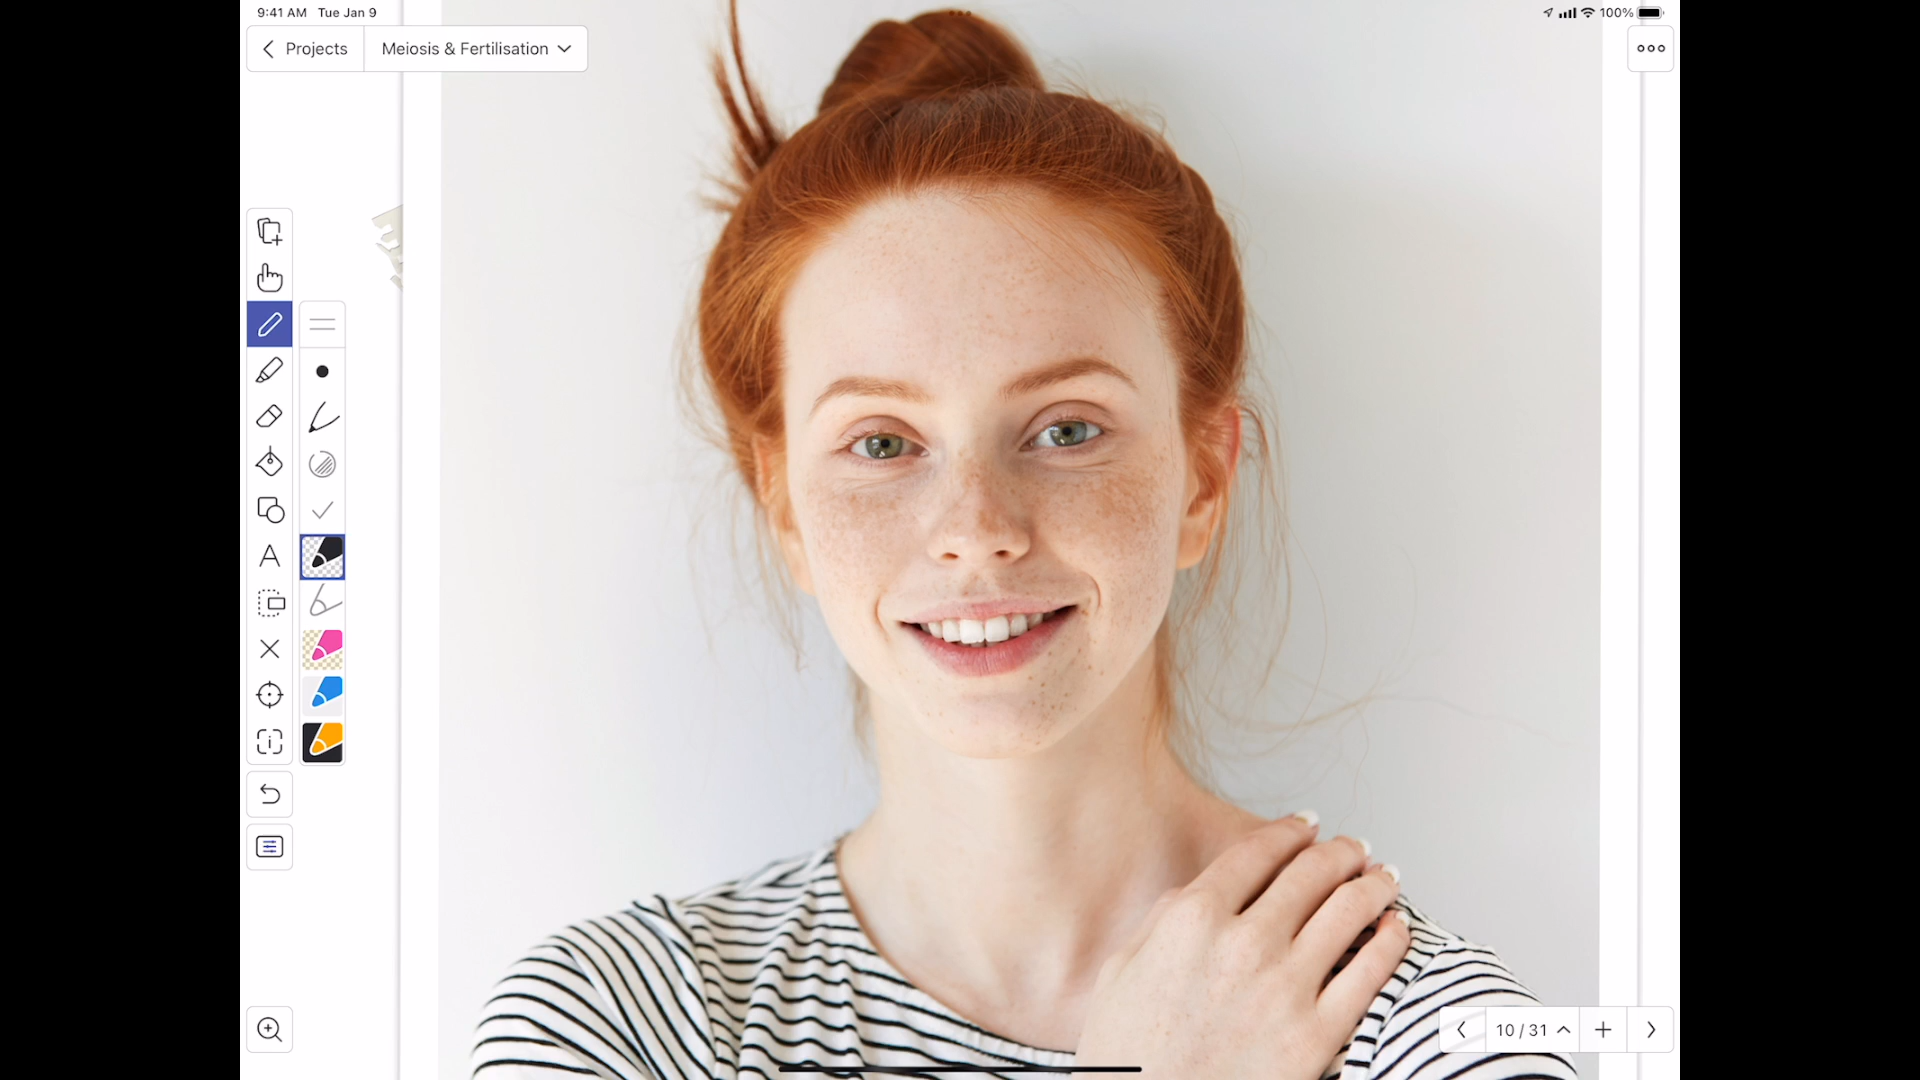 9:41 AM Tue Jan 9
100%
Projects
Meiosis & Fertilisation
A
10 / 31